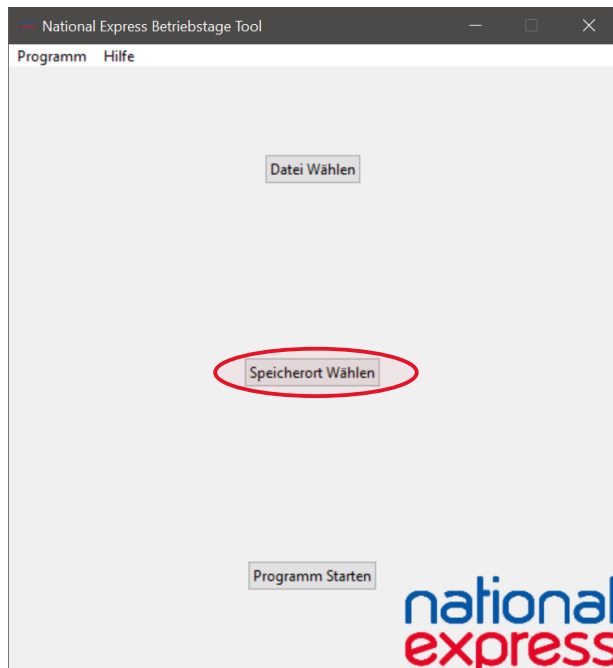 National Express Betriebstage Tool
Programm Hilfe
Datei Wählen
Speicherort Wählen
Programm Starten
national
express